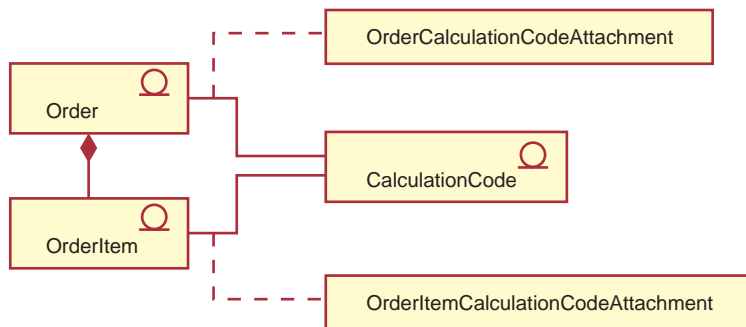 OrderCalculationCodeAttachment
Order
CalculationCode
OrderItem
OrderItemCalculationCodeAttachment